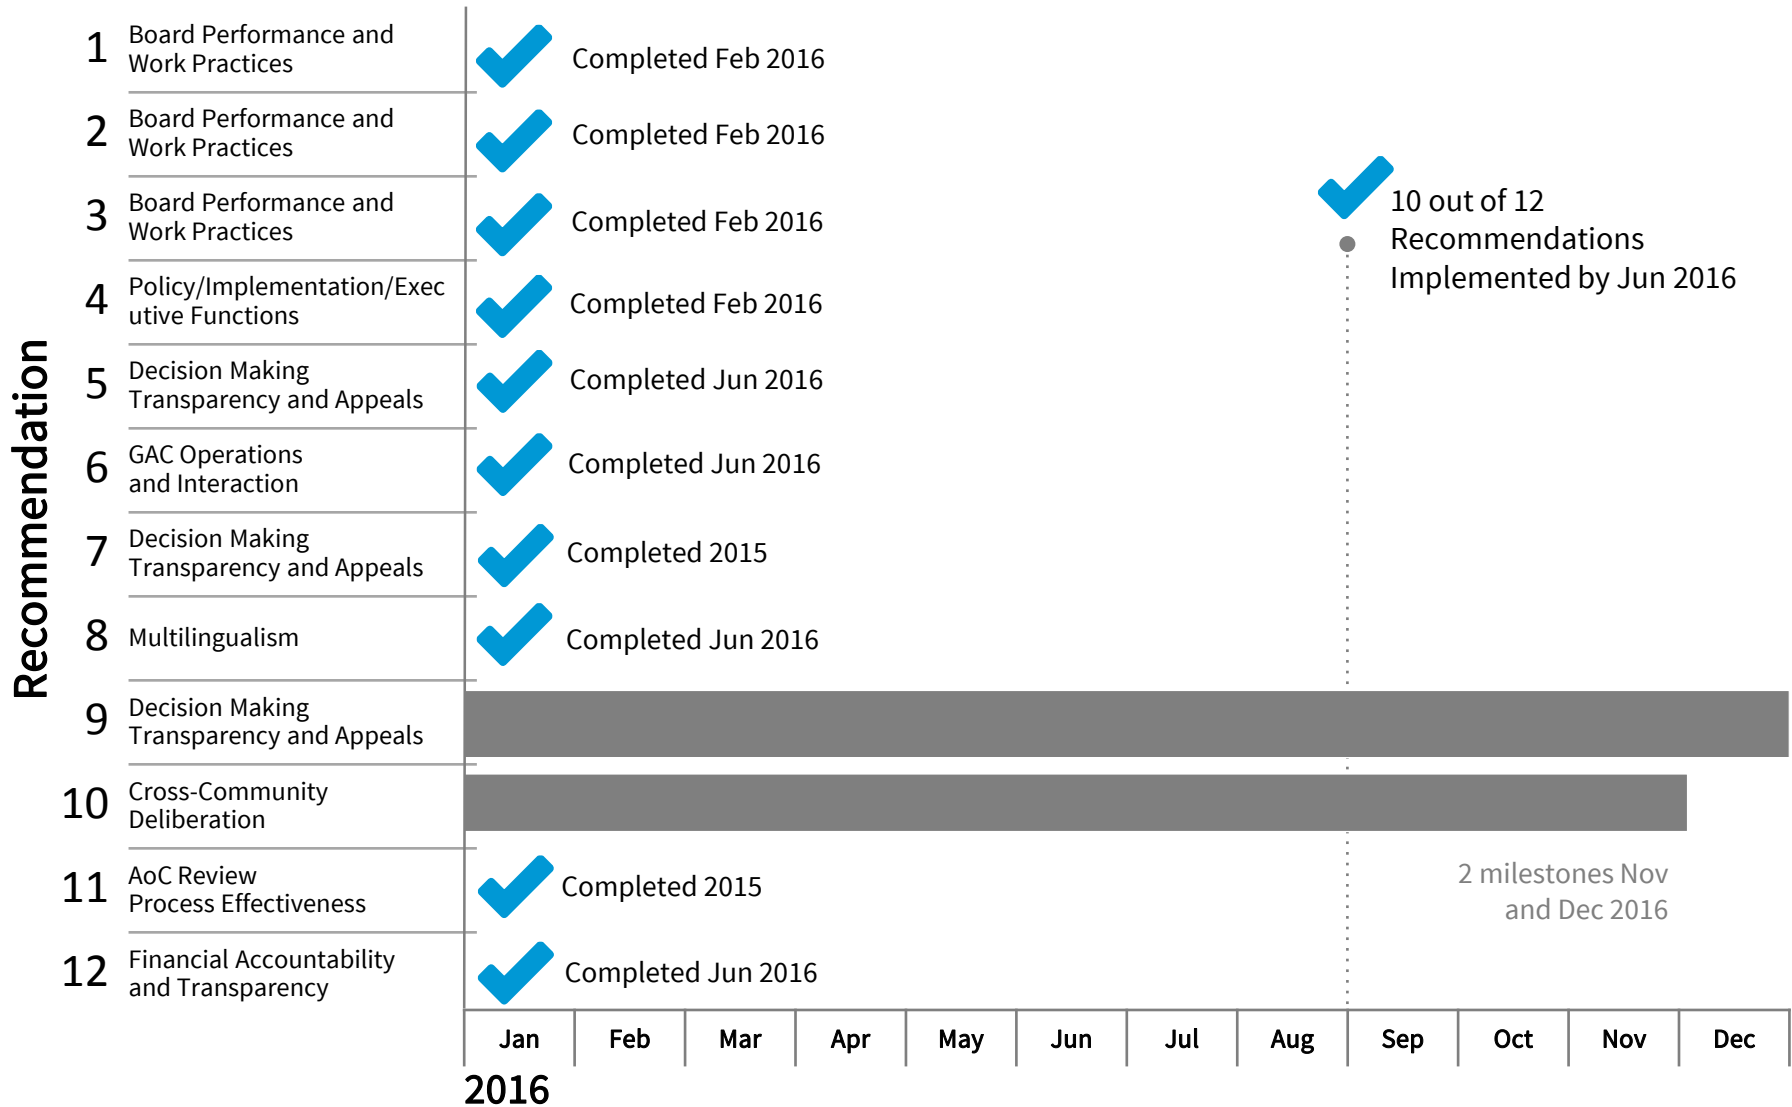 Recommendation
1
Board Performance and
Work Practices
Completed Feb 2016
2
Board Performance and
Work Practices
Completed Feb 2016
3
Board Performance and
Work Practices
Completed Feb 2016
4
Policy/Implementation/Exec
utive Functions
Completed Feb 2016
5
Decision Making
Transparency and Appeals
Completed Jun 2016
6
GAC Operations
and Interaction
Completed Jun 2016
7
Decision Making
Transparency and Appeals
Completed 2015
8
Multilingualism
Completed Jun 2016
9
Decision Making
Transparency and Appeals
10
Cross-Community
Deliberation
11
AoC Review
Process Effectiveness
Completed 2015
12
Financial Accountability
and Transparency
Completed Jun 2016
10 out of 12
Recommendations
Implemented by Jun 2016
2 milestones Nov
and Dec 2016
Jan Feb Mar Apr May Jun Jul Aug Sep Oct Nov Dec
2016